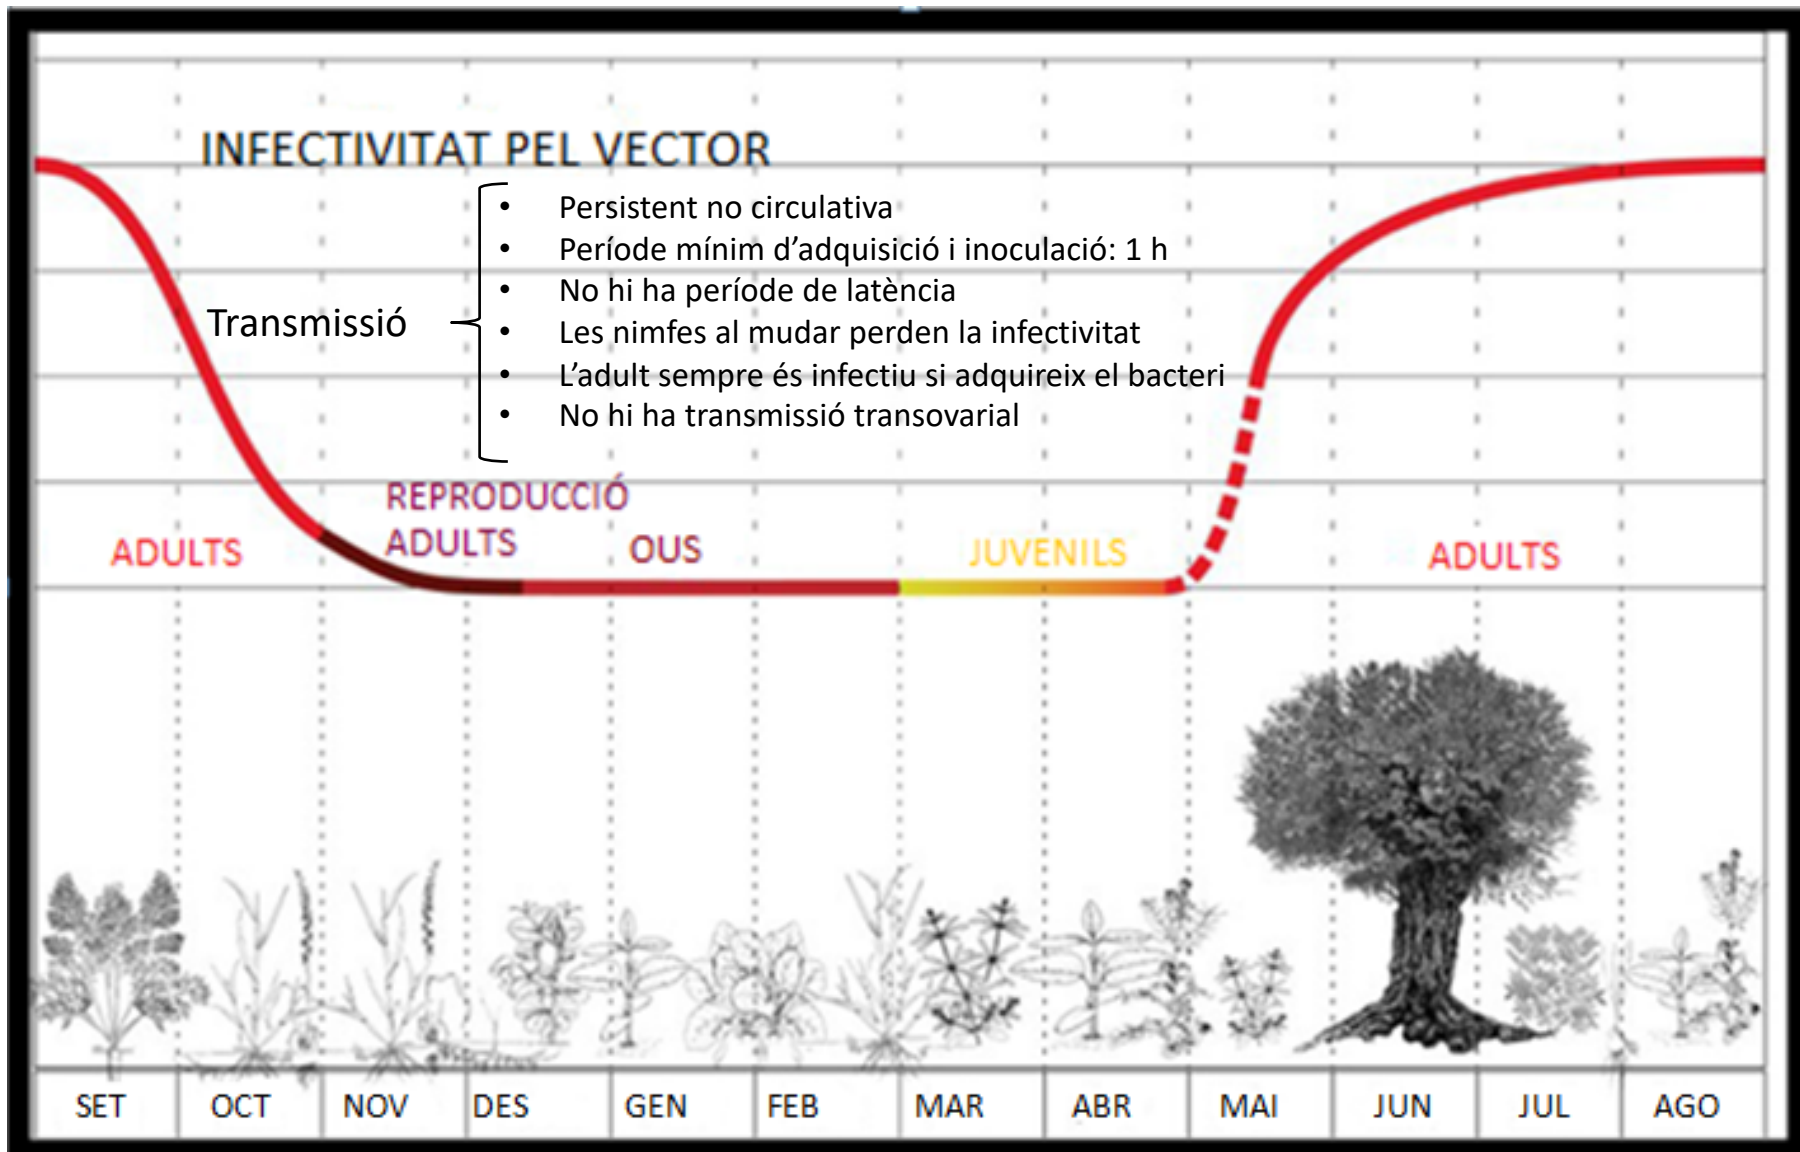 INFECTIVITAT PEL VECTOR
Transmissió
• Persistent no circulativa
• Període mínim d’adquisició i inoculació: 1 h
• No hi ha període de latència
• Les nimfes al mudar perden la infectivitat
• L’adult sempre és infectiu si adquireix el bacteri
• No hi ha transmissió transovarial
ADULTS
REPRODUCCIÓ
ADULTS
OUS
JUVENILS
ADULTS
SET OCT NOV DES GEN FEB MAR ABR MAI JUN JUL AGO